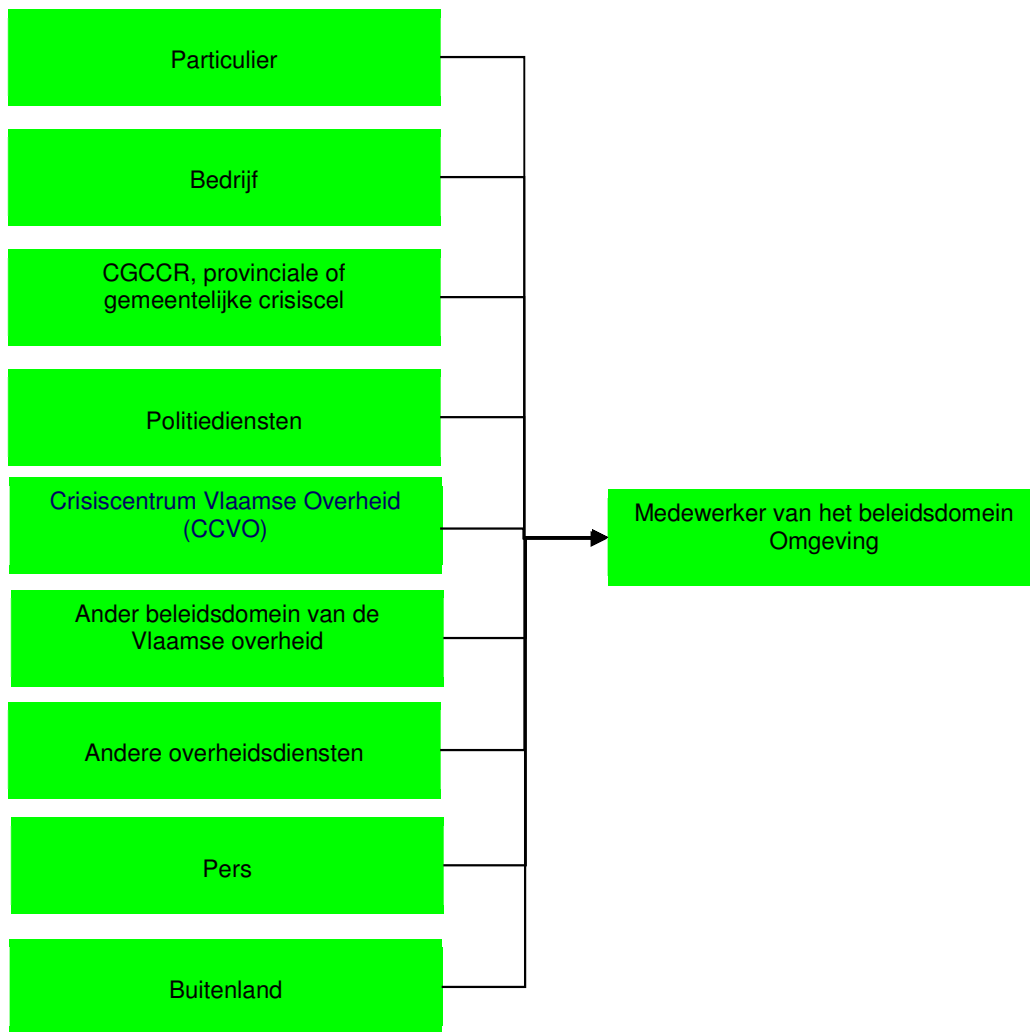 Particulier
Bedrijf
CGCCR, provinciale of
gemeentelijke crisiscel
Politiediensten
Crisiscentrum Vlaamse Overheid
(CCVO)
Medewerker van het beleidsdomein
Omgeving
Ander beleidsdomein van de
Vlaamse overheid
Andere overheidsdiensten
Pers
Buitenland